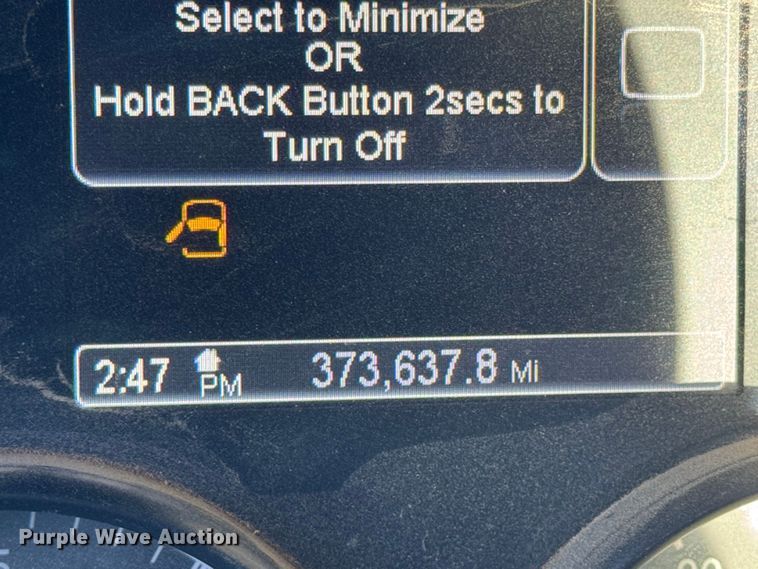 Select to Minimize
OR
Hold BACK Button 2secs to
Turn Off
2:47 PM 373,637.8 Mi
Purple Wave Auction